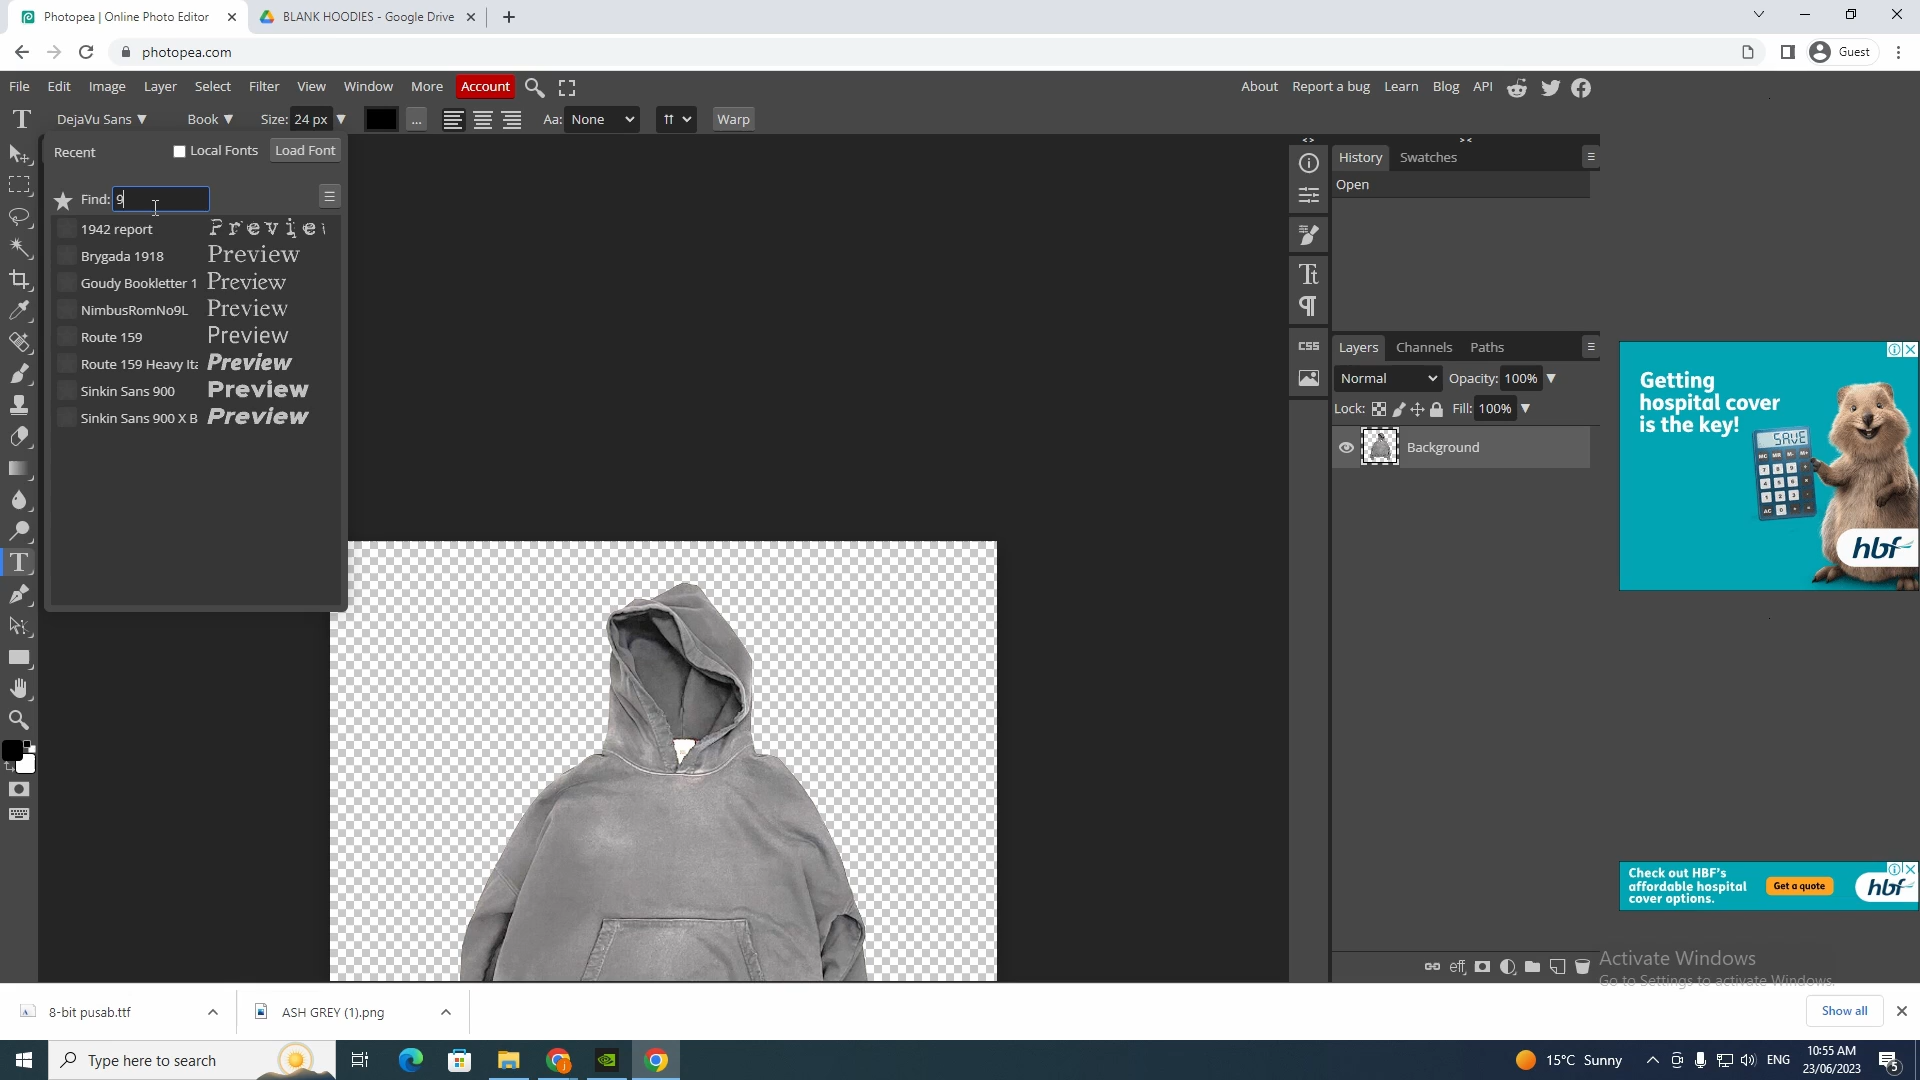 Photopea | Online Photo Editor
BLANK HOODIES - Google Drive
photopea.com
Guest
File Edit Image Layer Select Filter View Window More Account
About Report a bug Learn Blog API
DejaVu Sans Book Size: 24 px ... Aa: None Warp
Recent Local Fonts Load Font
Find: 9
1942 report Preview
Brygada 1918 Preview
Goudy Bookletter 1 Preview
NimbusRomNo9L Preview
Route 159 Preview
Route 159 Heavy Ita Preview
Sinkin Sans 900 Preview
Sinkin Sans 900 X B Preview
History Swatches
Open
CSS
Layers Channels Paths
Normal Opacity: 100%
Lock: Fill: 100%
Background
eff
Getting
hospital cover
is the key!
SAVE
hbf
Check out HBF's
affordable hospital
cover options.
Get a quote
hbf
Activate Windows
Go to Settings to activate Windows.
8-bit pusab.ttf
ASH GREY (1).png
Show all
Type here to search
15°C Sunny
ENG
10:55 AM
23/06/2023
5